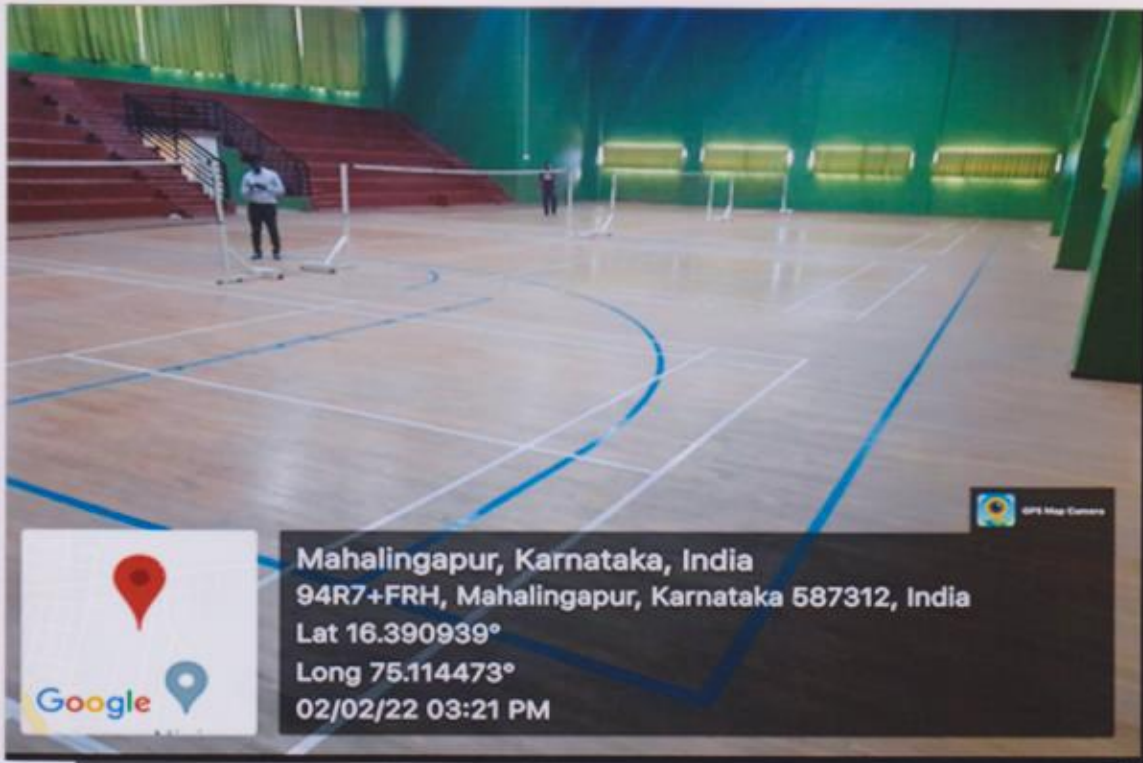 GPS Map Camera
Mahalingapur, Karnataka, India
94R7+FRH, Mahalingapur, Karnataka 587312, India
Lat 16.390939°
Long 75.114473°
02/02/22 03:21 PM
Google